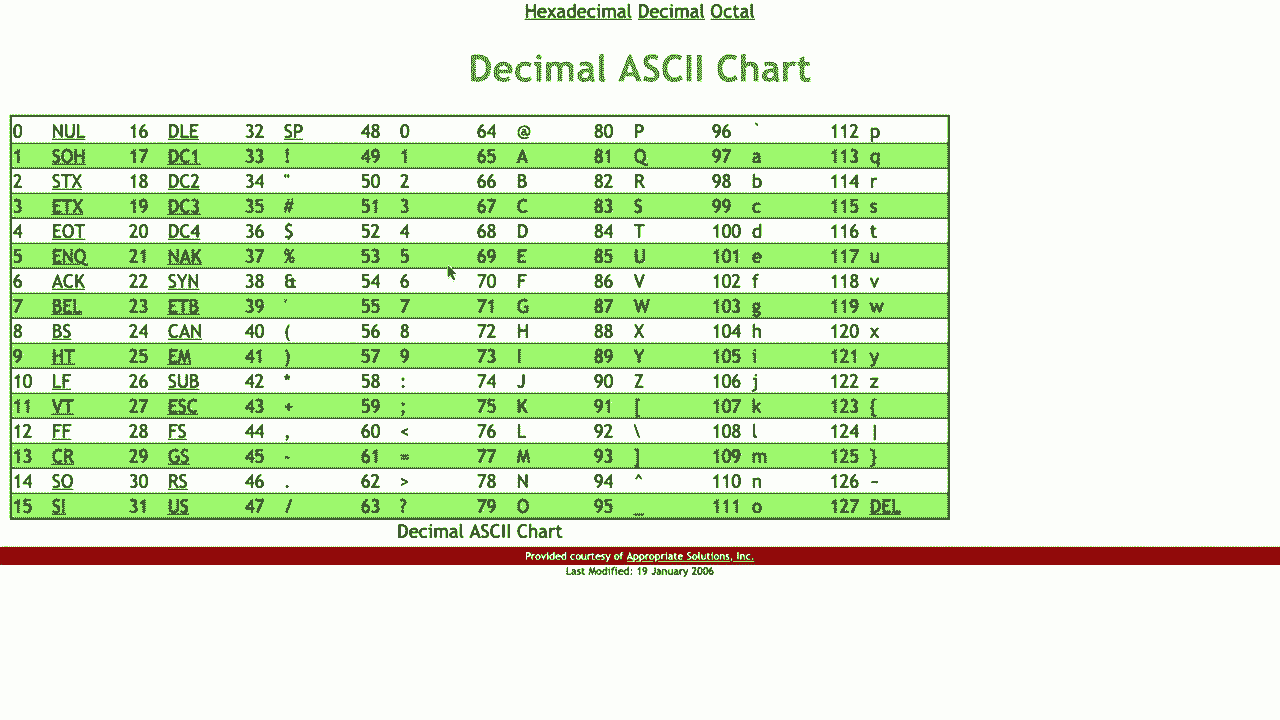 Hexadecimal Decimal Octal
Decimal ASCII Chart
0 NUL 16 DLE 32 SP 48 0 64 @ 80 P 96 ` 112 p
1 SOH 17 DC1 33 ! 49 1 65 A 81 Q 97 a 113 q
2 STX 18 DC2 34 " 50 2 66 B 82 R 98 b 114 r
3 ETX 19 DC3 35 # 51 3 67 C 83 S 99 c 115 s
4 EOT 20 DC4 36 $ 52 4 68 D 84 T 100 d 116 t
5 ENQ 21 NAK 37 % 53 5 69 E 85 U 101 e 117 u
6 ACK 22 SYN 38 & 54 6 70 F 86 V 102 f 118 v
7 BEL 23 ETB 39 ' 55 7 71 G 87 W 103 g 119 w
8 BS 24 CAN 40 ( 56 8 72 H 88 X 104 h 120 x
9 HT 25 EM 41 ) 57 9 73 I 89 Y 105 i 121 y
10 LF 26 SUB 42 * 58 : 74 J 90 Z 106 j 122 z
11 VT 27 ESC 43 + 59 ; 75 K 91 [ 107 k 123 {
12 FF 28 FS 44 , 60 < 76 L 92 \ 108 l 124 |
13 CR 29 GS 45 - 61 = 77 M 93 ] 109 m 125 }
14 SO 30 RS 46 . 62 > 78 N 94 ^ 110 n 126 ~
15 SI 31 US 47 / 63 ? 79 O 95 _ 111 o 127 DEL
Decimal ASCII Chart
Provided courtesy of Appropriate Solutions, Inc.
Last Modified: 19 January 2006